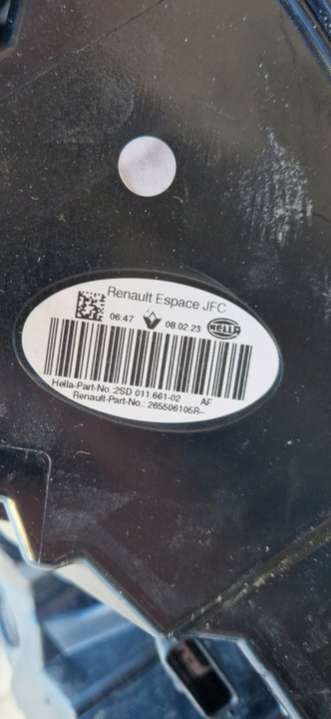 Renault Espace JFC
06:47 08.02.23 HELLA
Hella-Part-No.:2SD 011.661-02 AF
Renault-Part-No.: 265506105R--